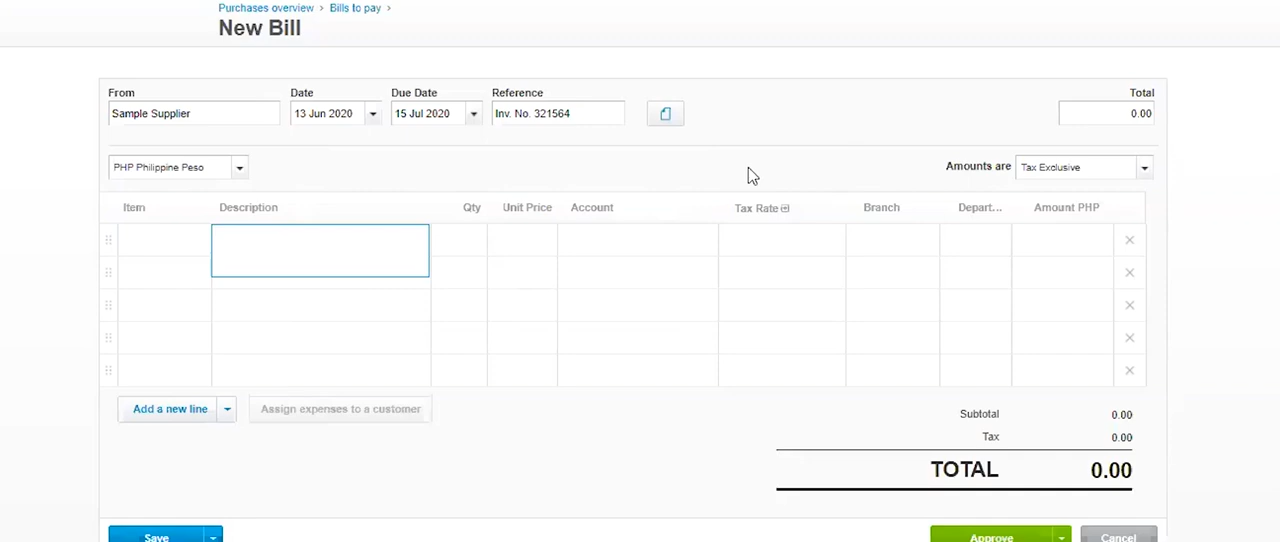 Purchases overview › Bills to pay ›
New Bill
From Date Due Date Reference Total
Sample Supplier 13 Jun 2020 15 Jul 2020 Inv. No. 321564 0.00
PHP Philippine Peso Amounts are Tax Exclusive
Item Description Qty Unit Price Account Tax Rate Branch Depart... Amount PHP
Add a new line Assign expenses to a customer
Subtotal 0.00
Tax 0.00
TOTAL 0.00
Save Approve Cancel